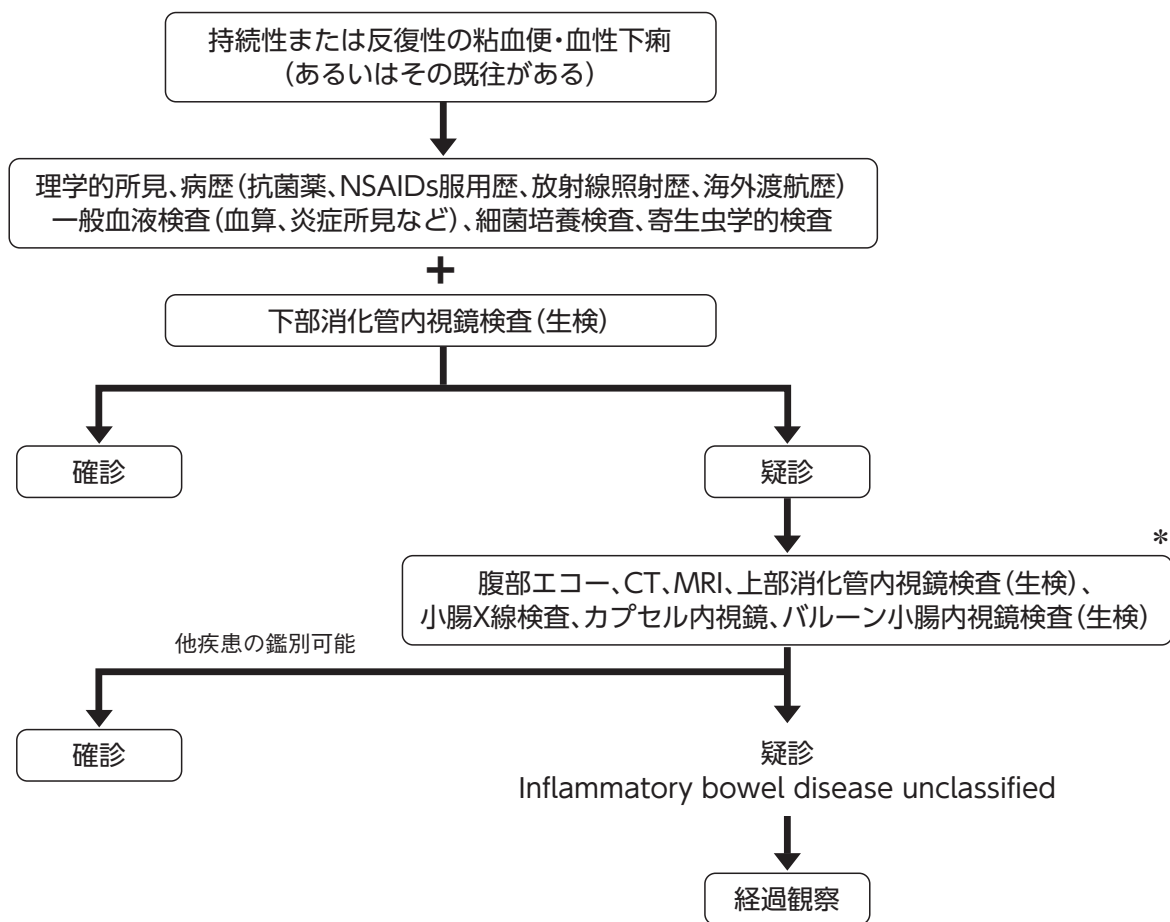 持続性または反復性の粘血便・血性下痢
(あるいはその既往がある)
理学的所見、病歴(抗菌薬、NSAIDs服用歴、放射線照射歴、海外渡航歴)
一般血液検査(血算、炎症所見など)、細菌培養検査、寄生虫学的検査
+
下部消化管内視鏡検査(生検)
確診
疑診
*
腹部エコー、CT、MRI、上部消化管内視鏡検査(生検)、
小腸X線検査、カプセル内視鏡、バルーン小腸内視鏡検査(生検)
他疾患の鑑別可能
確診
疑診
Inflammatory bowel disease unclassified
経過観察